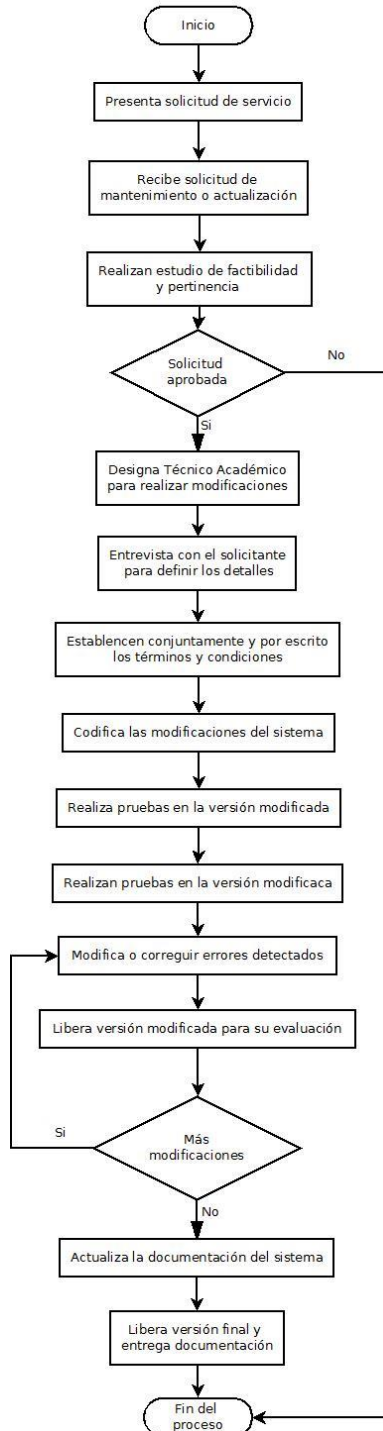 Inicio
Presenta solicitud de servicio
Recibe solicitud de
mantenimiento o actualización
Realizan estudio de factibilidad
y pertinencia
Solicitud
aprobada
No
Si
Designa Técnico Académico
para realizar modificaciones
Entrevista con el solicitante
para definir los detalles
Establencen conjuntamente y por escrito
los términos y condiciones
Codifica las modificaciones del sistema
Realiza pruebas en la versión modificada
Realizan pruebas en la versión modificaca
Modifica o correguir errores detectados
Libera versión modificada para su evaluación
Si
Más
modificaciones
No
Actualiza la documentación del sistema
Libera versión final y
entrega documentación
Fin del
proceso